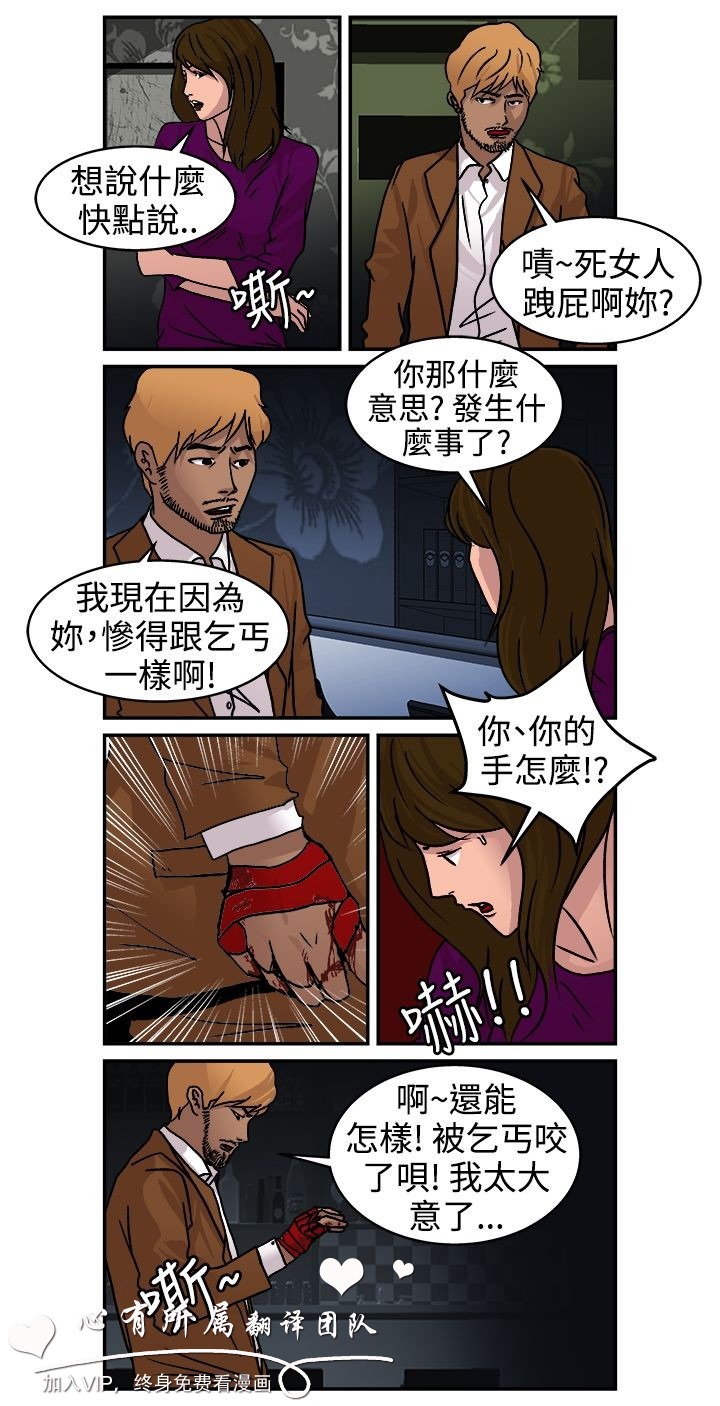 想說什麼
快點說..
嘶~
嘖~死女人
跩屁啊妳?
你那什麼
意思?發生什
麼事了?
我現在因為
妳,慘得跟乞丐
一樣啊!
你、你的
手怎麼!?
嚇!!
啊~還能
怎樣!被乞丐咬
了唄!我太大
意了...
嘶~
心有所属翻译团队
加入VIP，终身免费看漫画